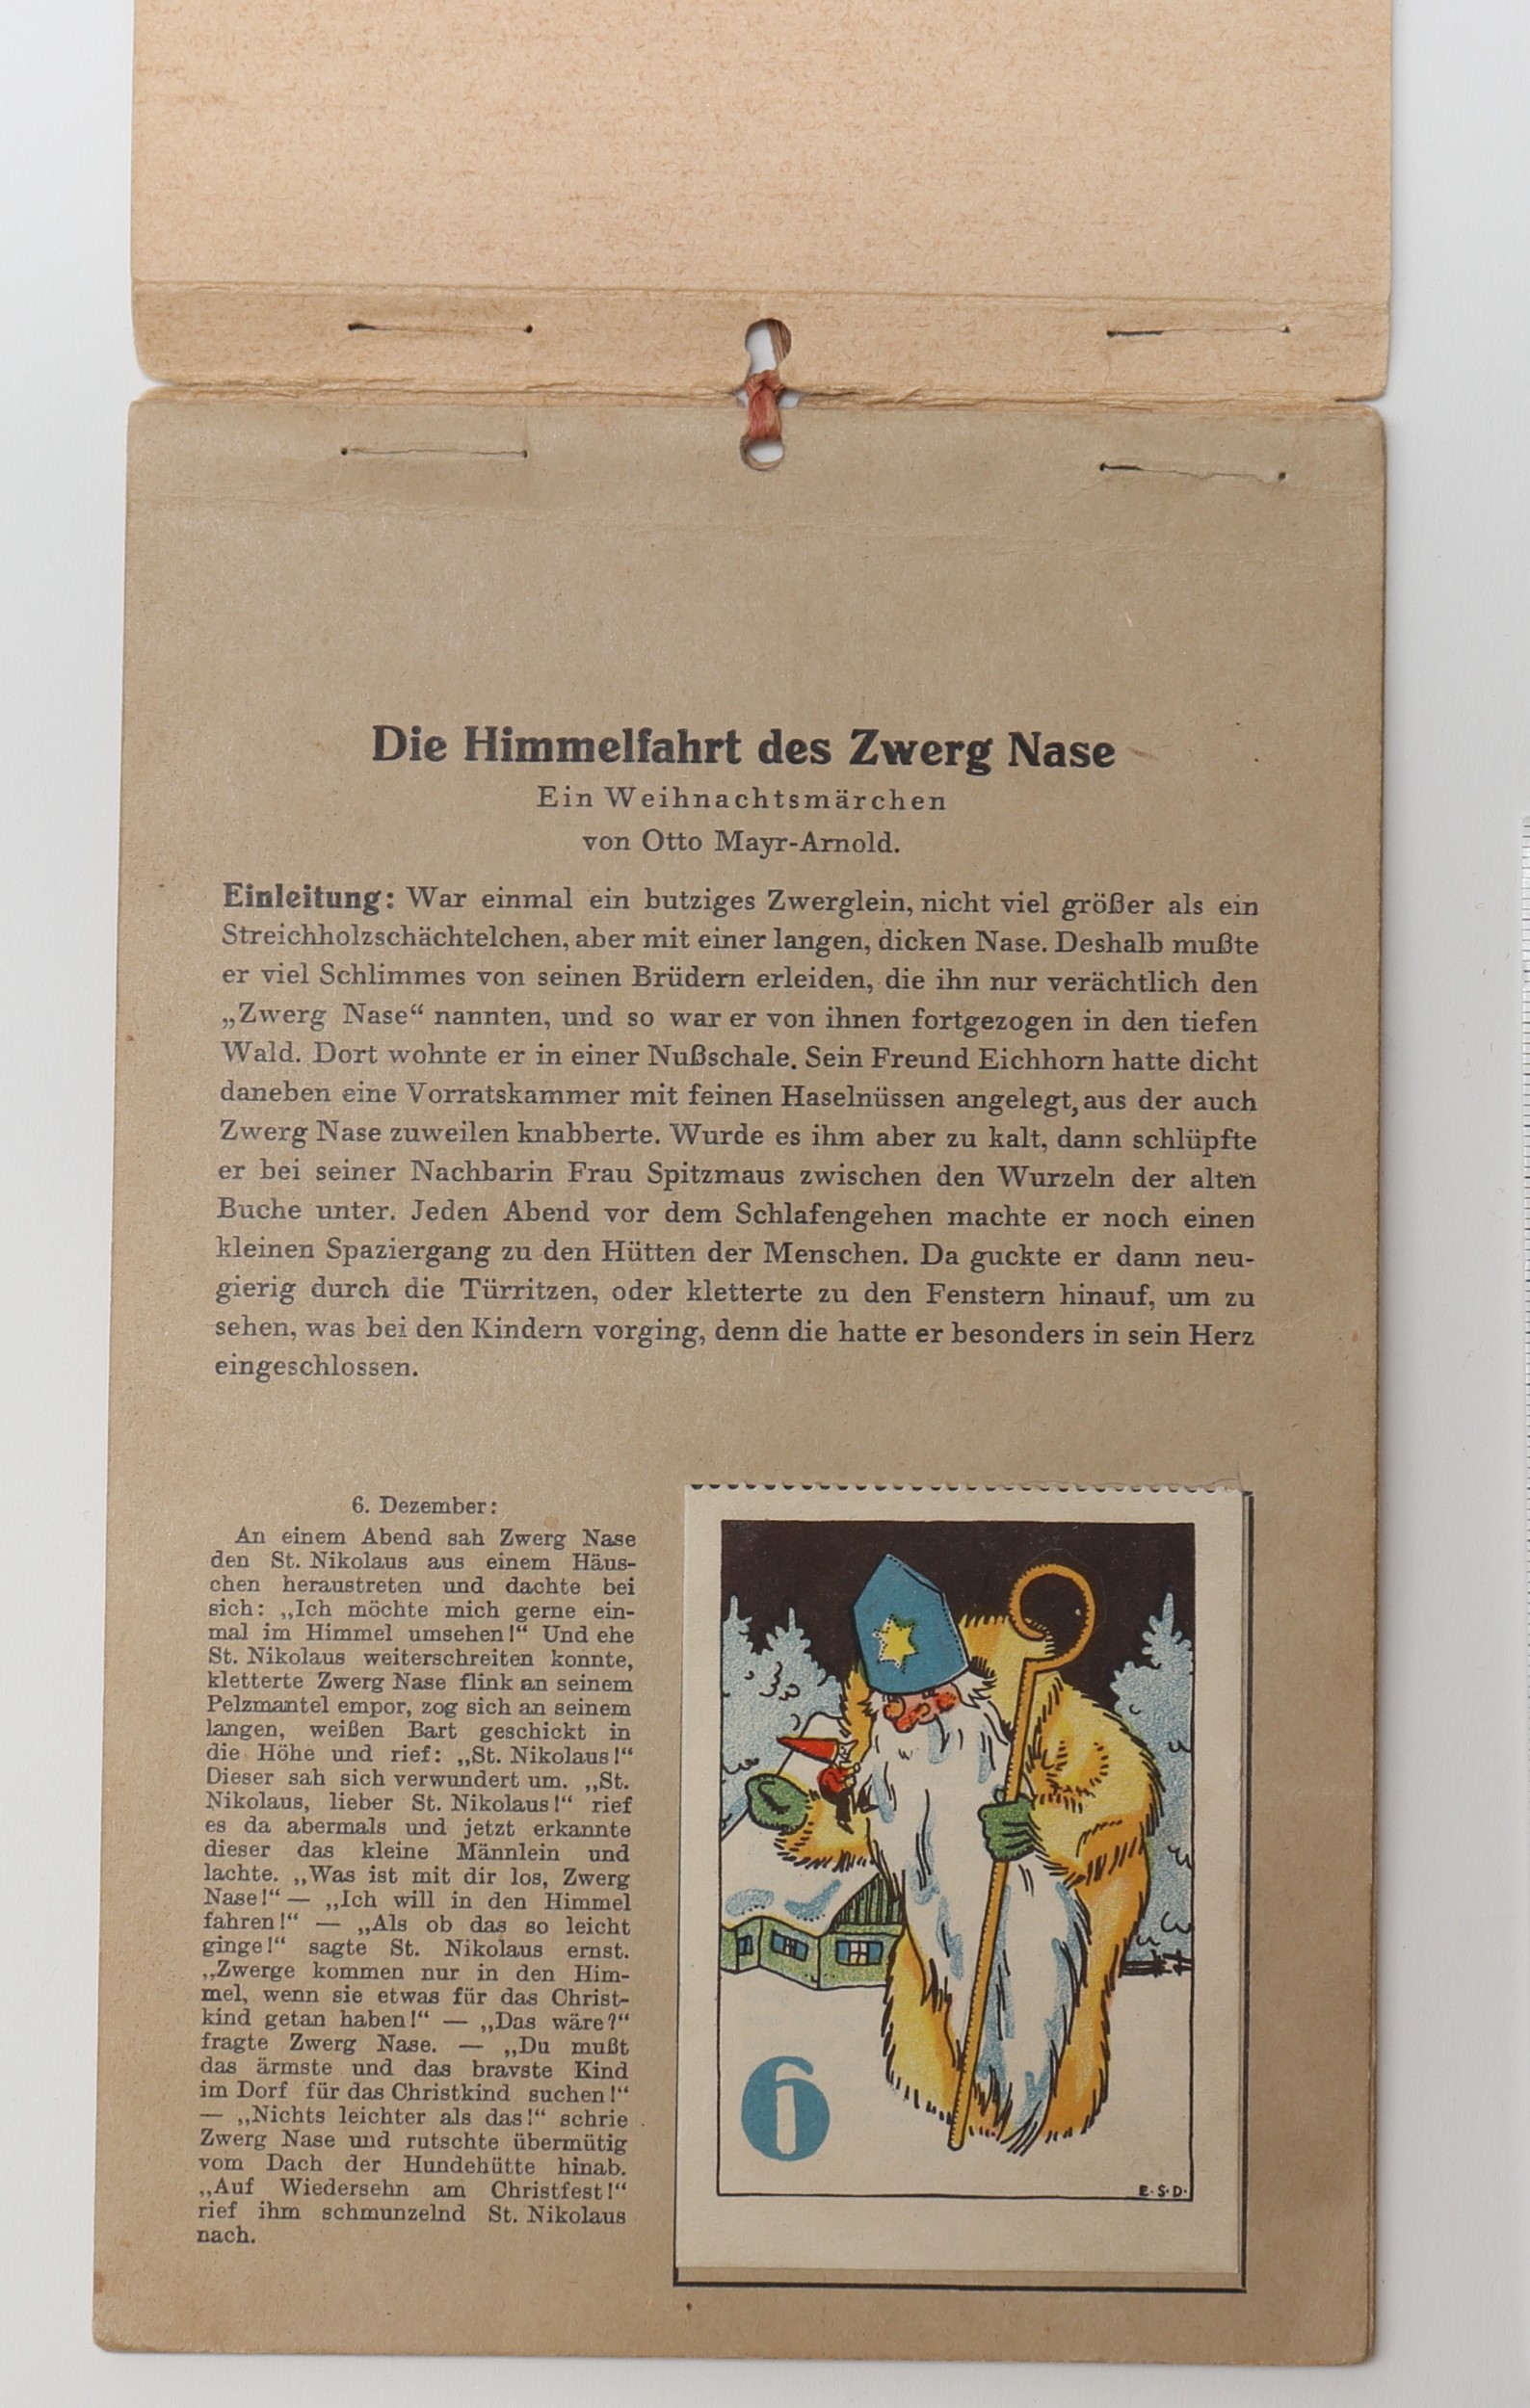 Die Himmelfahrt des Zwerg Nase
Ein Weihnachtsmärchen
von Otto Mayr-Arnold.
Einleitung: War einmal ein butziges Zwerglein, nicht viel größer als ein
Streichholzschächtelchen, aber mit einer langen, dicken Nase. Deshalb mußte
er viel Schlimmes von seinen Brüdern erleiden, die ihn nur verächtlich den
„Zwerg Nase“ nannten, und so war er von ihnen fortgezogen in den tiefen
Wald. Dort wohnte er in einer Nußschale. Sein Freund Eichhorn hatte dicht
daneben eine Vorratskammer mit feinen Haselnüssen angelegt, aus der auch
Zwerg Nase zuweilen knabberte. Wurde es ihm aber zu kalt, dann schlüpfte
er bei seiner Nachbarin Frau Spitzmaus zwischen den Wurzeln der alten
Buche unter. Jeden Abend vor dem Schlafengehen machte er noch einen
kleinen Spaziergang zu den Hütten der Menschen. Da guckte er dann neu-
gierig durch die Türritzen, oder kletterte zu den Fenstern hinauf, um zu
sehen, was bei den Kindern vorging, denn die hatte er besonders in sein Herz
eingeschlossen.
6. Dezember:
An einem Abend sah Zwerg Nase
den St. Nikolaus aus einem Häus-
chen heraustreten und dachte bei
sich: „Ich möchte mich gerne ein-
mal im Himmel umsehen!“ Und ehe
St. Nikolaus weiterschreiten konnte,
kletterte Zwerg Nase flink an seinem
Pelzmantel empor, zog sich an seinem
langen, weißen Bart geschickt in
die Höhe und rief: „St. Nikolaus!“
Dieser sah sich verwundert um. „St.
Nikolaus, lieber St. Nikolaus!“ rief
es da abermals und jetzt erkannte
dieser das kleine Männlein und
lachte. „Was ist mit dir los, Zwerg
Nase!“ — „Ich will in den Himmel
fahren!“ — „Als ob das so leicht
ginge!“ sagte St. Nikolaus ernst.
„Zwerge kommen nur in den Him-
mel, wenn sie etwas für das Christ-
kind getan haben!“ — „Das wäre?“
fragte Zwerg Nase. — „Du mußt
das ärmste und das bravste Kind
im Dorf für das Christkind suchen!“
— „Nichts leichter als das!“ schrie
Zwerg Nase und rutschte übermütig
vom Dach der Hundehütte hinab.
„Auf Wiedersehn am Christfest!“
rief ihm schmunzelnd St. Nikolaus
nach.
6
E.S.D.